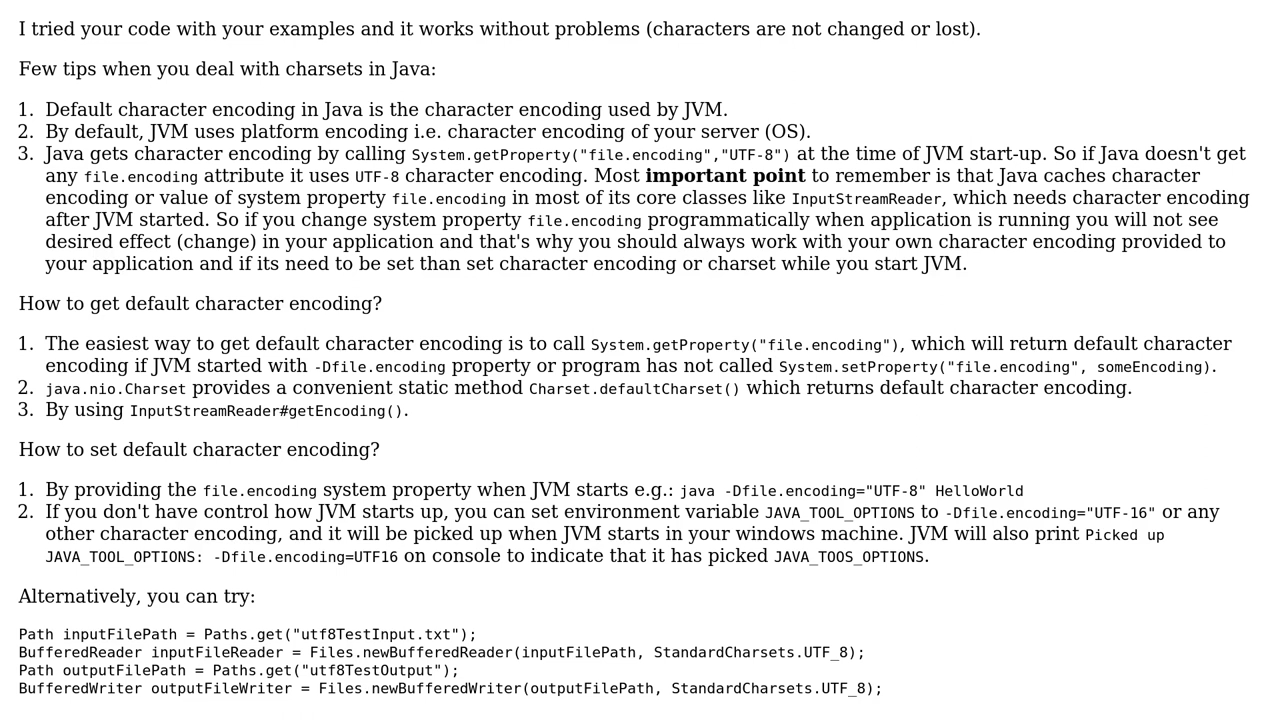 I tried your code with your examples and it works without problems (characters are not changed or lost).
Few tips when you deal with charsets in Java:
1. Default character encoding in Java is the character encoding used by JVM.
2. By default, JVM uses platform encoding i.e. character encoding of your server (OS).
3. Java gets character encoding by calling System.getProperty("file.encoding","UTF-8") at the time of JVM start-up. So if Java doesn't get
any file.encoding attribute it uses UTF-8 character encoding. Most important point to remember is that Java caches character
encoding or value of system property file.encoding in most of its core classes like InputStreamReader, which needs character encoding
after JVM started. So if you change system property file.encoding programmatically when application is running you will not see
desired effect (change) in your application and that's why you should always work with your own character encoding provided to
your application and if its need to be set than set character encoding or charset while you start JVM.
How to get default character encoding?
1. The easiest way to get default character encoding is to call System.getProperty("file.encoding"), which will return default character
encoding if JVM started with -Dfile.encoding property or program has not called System.setProperty("file.encoding", someEncoding).
2. java.nio.Charset provides a convenient static method Charset.defaultCharset() which returns default character encoding.
3. By using InputStreamReader#getEncoding().
How to set default character encoding?
1. By providing the file.encoding system property when JVM starts e.g.: java -Dfile.encoding="UTF-8" HelloWorld
2. If you don't have control how JVM starts up, you can set environment variable JAVA_TOOL_OPTIONS to -Dfile.encoding="UTF-16" or any
other character encoding, and it will be picked up when JVM starts in your windows machine. JVM will also print Picked up
JAVA_TOOL_OPTIONS: -Dfile.encoding=UTF16 on console to indicate that it has picked JAVA_TOOS_OPTIONS.
Alternatively, you can try:
Path inputFilePath = Paths.get("utf8TestInput.txt");
BufferedReader inputFileReader = Files.newBufferedReader(inputFilePath, StandardCharsets.UTF_8);
Path outputFilePath = Paths.get("utf8TestOutput");
BufferedWriter outputFileWriter = Files.newBufferedWriter(outputFilePath, StandardCharsets.UTF_8);